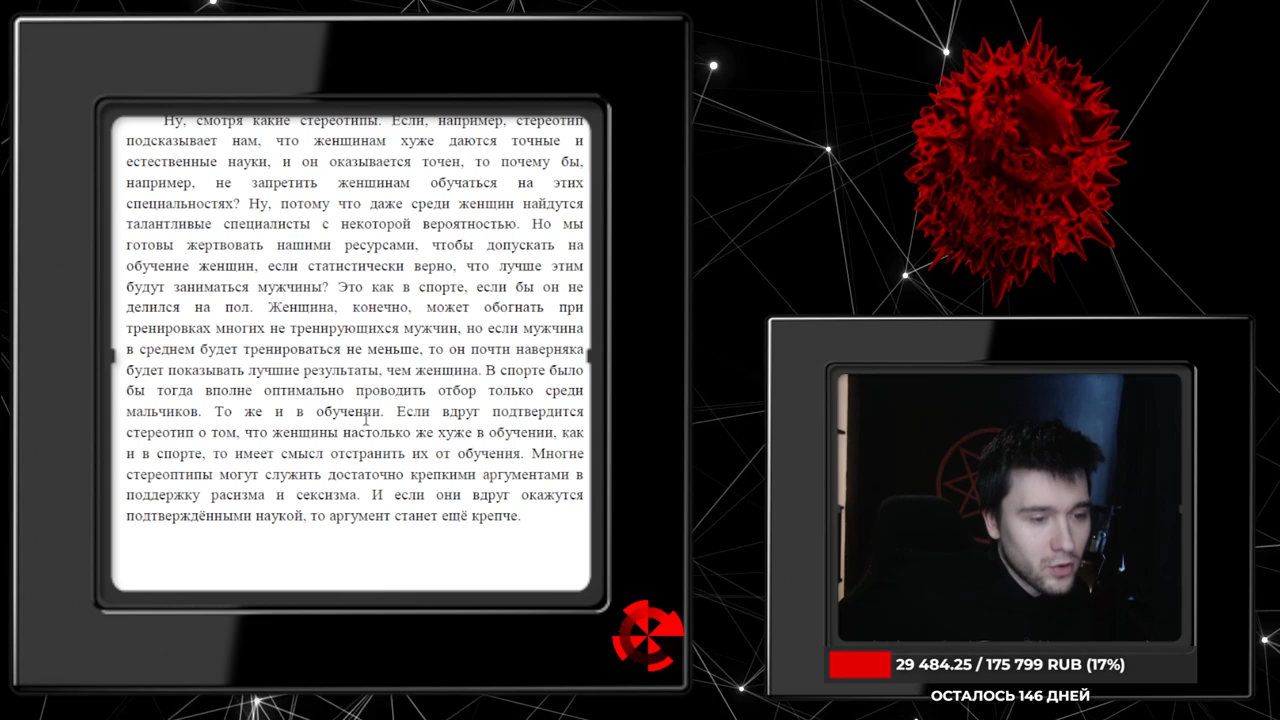 Ну, смотря какие стереотипы. Если, например, стереотип
подсказывает нам, что женщинам хуже даются точные и
естественные науки, и он оказывается точен, то почему бы,
например, не запретить женщинам обучаться на этих
специальностях? Ну, потому что даже среди женщин найдутся
талантливые специалисты с некоторой вероятностью. Но мы
готовы жертвовать нашими ресурсами, чтобы допускать на
обучение женщин, если статистически верно, что лучше этим
будут заниматься мужчины? Это как в спорте, если бы он не
делился на пол. Женщина, конечно, может обогнать при
тренировках многих не тренирующихся мужчин, но если мужчина
в среднем будет тренироваться не меньше, то он почти наверняка
будет показывать лучшие результаты, чем женщина. В спорте было
бы тогда вполне оптимально проводить отбор только среди
мальчиков. То же и в обучении. Если вдруг подтвердится
стереотип о том, что женщины настолько же хуже в обучении, как
и в спорте, то имеет смысл отстранить их от обучения. Многие
стереоптипы могут служить достаточно крепкими аргументами в
поддержку расизма и сексизма. И если они вдруг окажутся
подтверждёнными наукой, то аргумент станет ещё крепче.
29 484.25 / 175 799 RUB (17%)
ОСТАЛОСЬ 146 ДНЕЙ